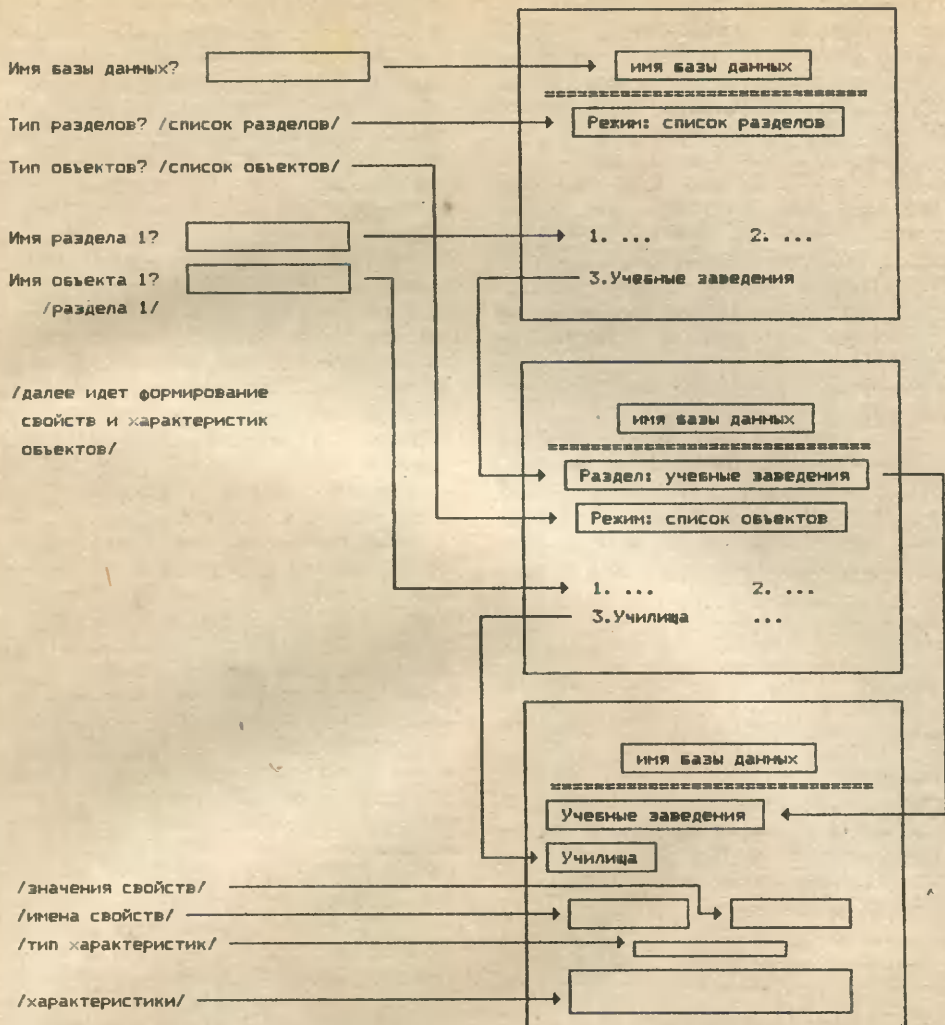 Имя базы данных?
имя базы данных
==============================
Тип разделов? /список разделов/
Режим: список разделов
Тип объектов? /список объектов/
Имя раздела 1?
1. ... 2. ...
Имя объекта 1?
3.Учебные заведения
/раздела 1/
/далее идет формирование
свойств и характеристик
объектов/
имя базы данных
==============================
Раздел: учебные заведения
Режим: список объектов
1. ... 2. ...
3.Училища ...
имя базы данных
==============================
Учебные заведения
Училища
/значения свойств/
/имена свойств/
/тип характеристик/
/характеристики/